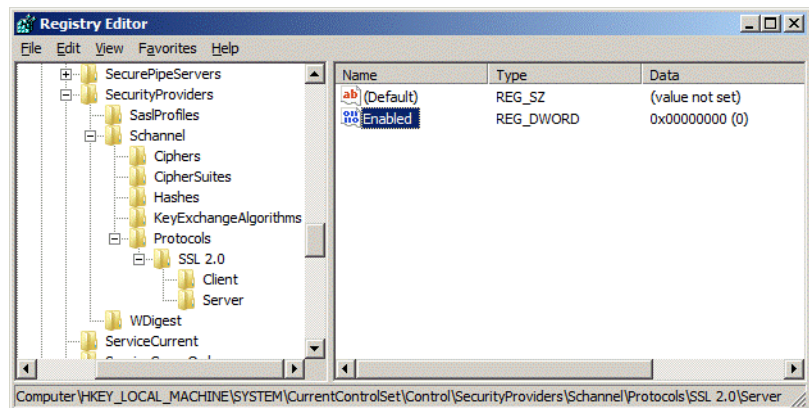 Registry Editor
File Edit View Favorites Help
SecurePipeServers
SecurityProviders
SaslProfiles
Schannel
Ciphers
CipherSuites
Hashes
KeyExchangeAlgorithms
Protocols
SSL 2.0
Client
Server
WDigest
ServiceCurrent
Name Type Data
(Default) REG_SZ (value not set)
Enabled REG_DWORD 0x00000000 (0)
Computer\HKEY_LOCAL_MACHINE\SYSTEM\CurrentControlSet\Control\SecurityProviders\Schannel\Protocols\SSL 2.0\Server